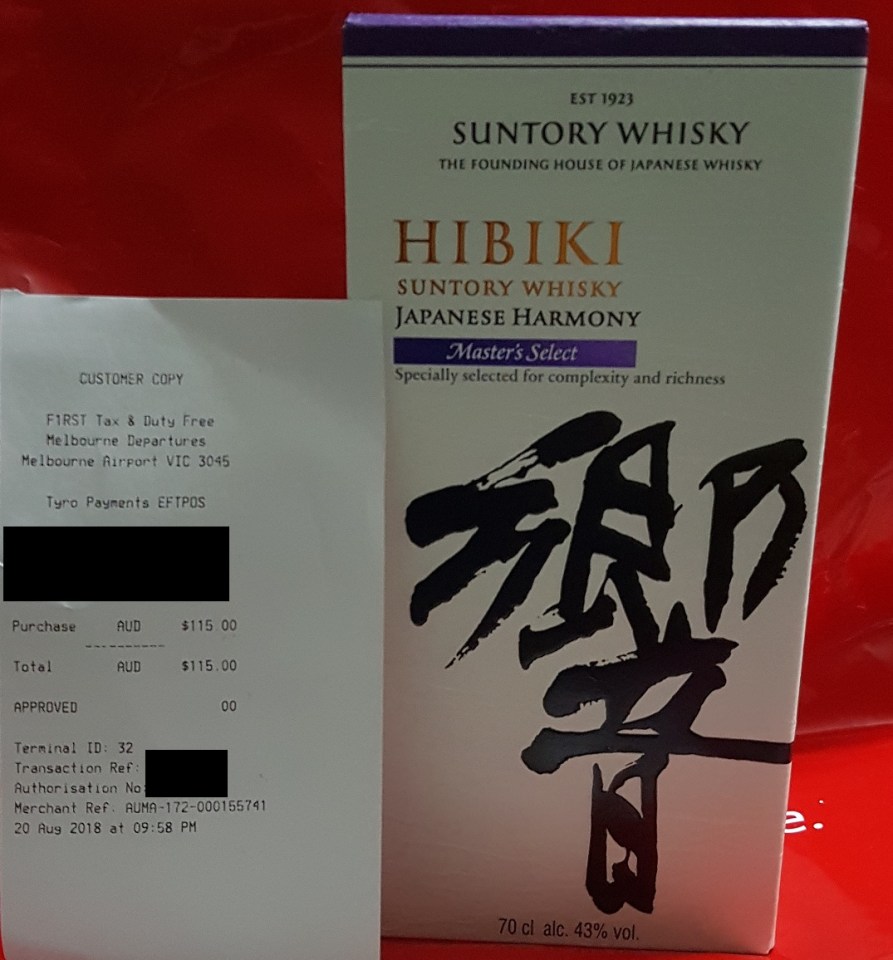 CUSTOMER COPY
F1RST Tax & Duty Free
Melbourne Departures
Melbourne Airport VIC 3045
Tyro Payments EFTPOS
Purchase AUD $115.00
----------
Total AUD $115.00
APPROVED 00
Terminal ID: 32
Transaction Ref:
Authorisation No:
Merchant Ref: AUMA-172-000155741
20 Aug 2018 at 09:58 PM
EST 1923
SUNTORY WHISKY
THE FOUNDING HOUSE OF JAPANESE WHISKY
HIBIKI
SUNTORY WHISKY
JAPANESE HARMONY
Master's Select
Specially selected for complexity and richness
響
70 cl alc. 43% vol.